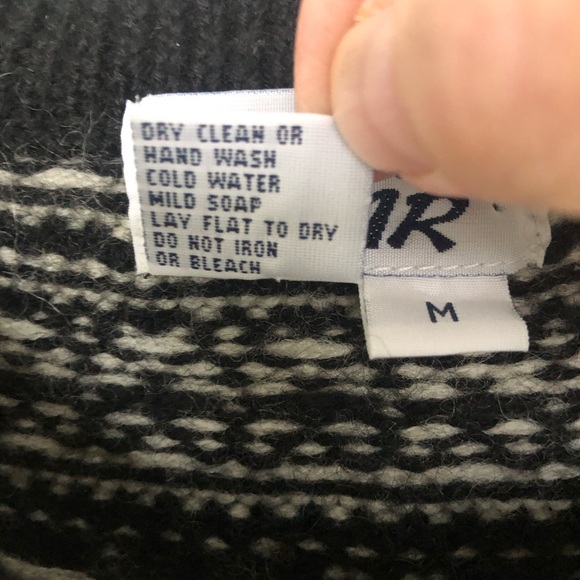 DRY CLEAN OR
HAND WASH
COLD WATER
MILD SOAP
LAY FLAT TO DRY
DO NOT IRON
OR BLEACH
M